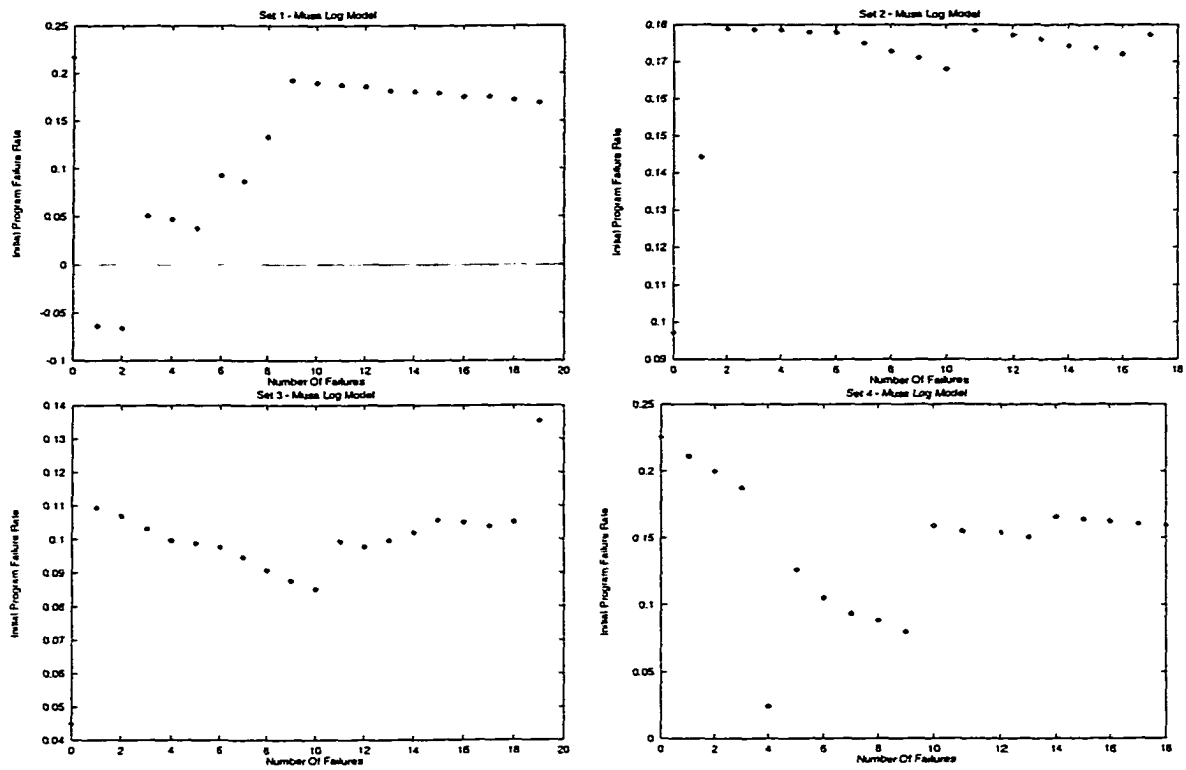 Set 1 - Musa Log Model
0.25
0.2
0.15
0.1
0.05
0
-0.05
-0.1
Initial Program Failure Rate
0 2 4 6 8 10 12 14 16 18 20
Number Of Failures
Set 2 - Musa Log Model
0.18
0.17
0.16
0.15
0.14
0.13
0.12
0.11
0.1
0.09
Initial Program Failure Rate
0 2 4 6 8 10 12 14 16 18
Number Of Failures
Set 3 - Musa Log Model
0.14
0.13
0.12
0.11
0.1
0.09
0.08
0.07
0.06
0.05
0.04
Initial Program Failure Rate
0 2 4 6 8 10 12 14 16 18 20
Number Of Failures
Set 4 - Musa Log Model
0.25
0.2
0.15
0.1
0.05
0
Initial Program Failure Rate
0 2 4 6 8 10 12 14 16 18
Number Of Failures